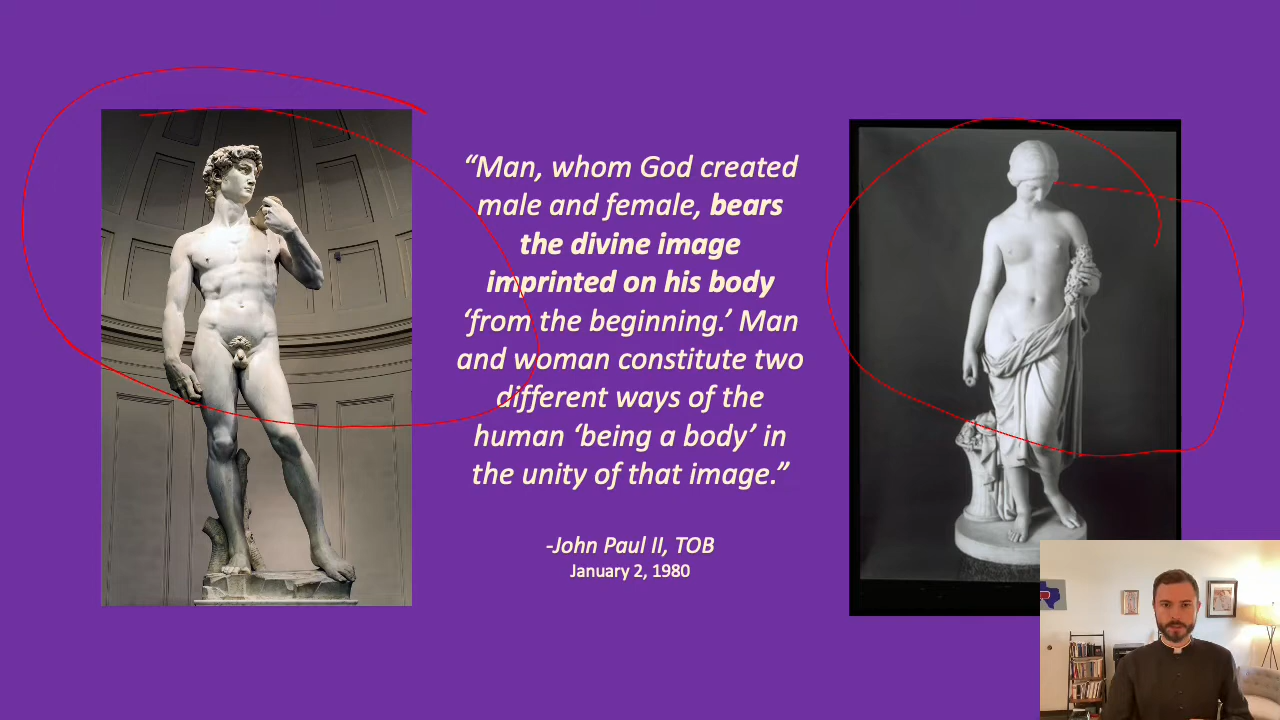 “Man, whom God created
male and female, bears
the divine image
imprinted on his body
‘from the beginning.’ Man
and woman constitute two
different ways of the
human ‘being a body’ in
the unity of that image.”
-John Paul II, TOB
January 2, 1980